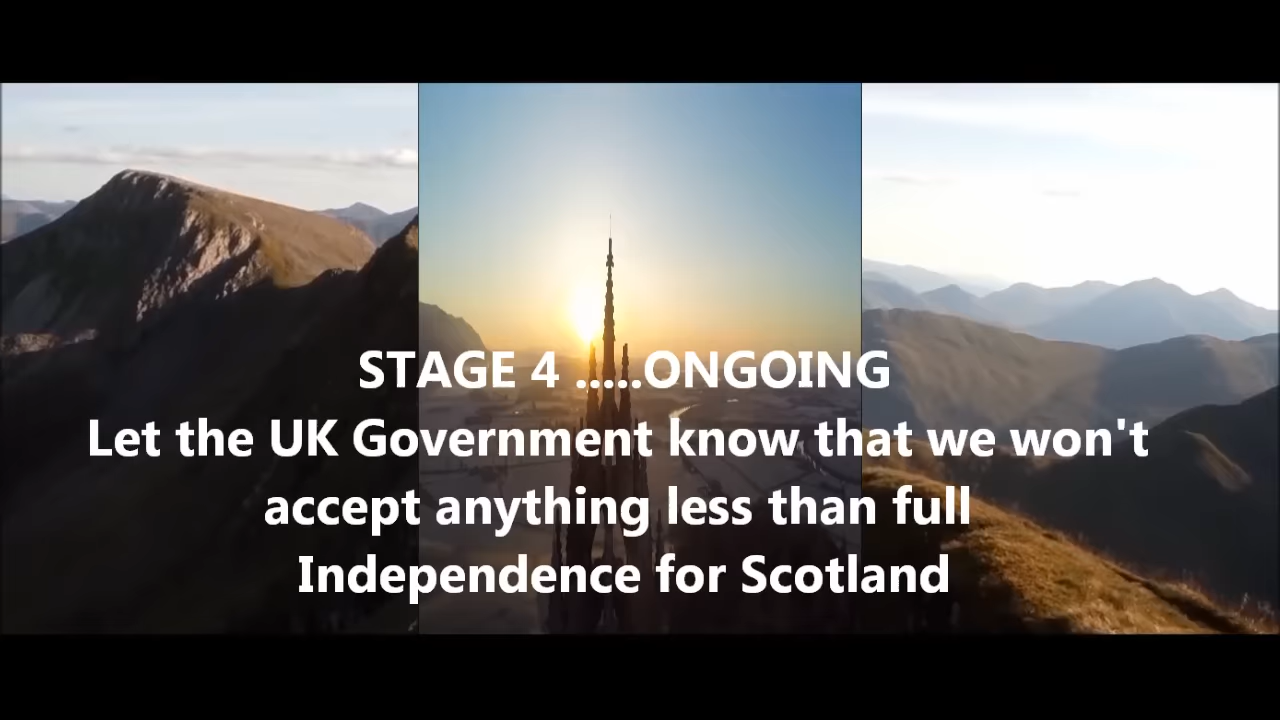 STAGE 4 .....ONGOING
Let the UK Government know that we won't
accept anything less than full
Independence for Scotland